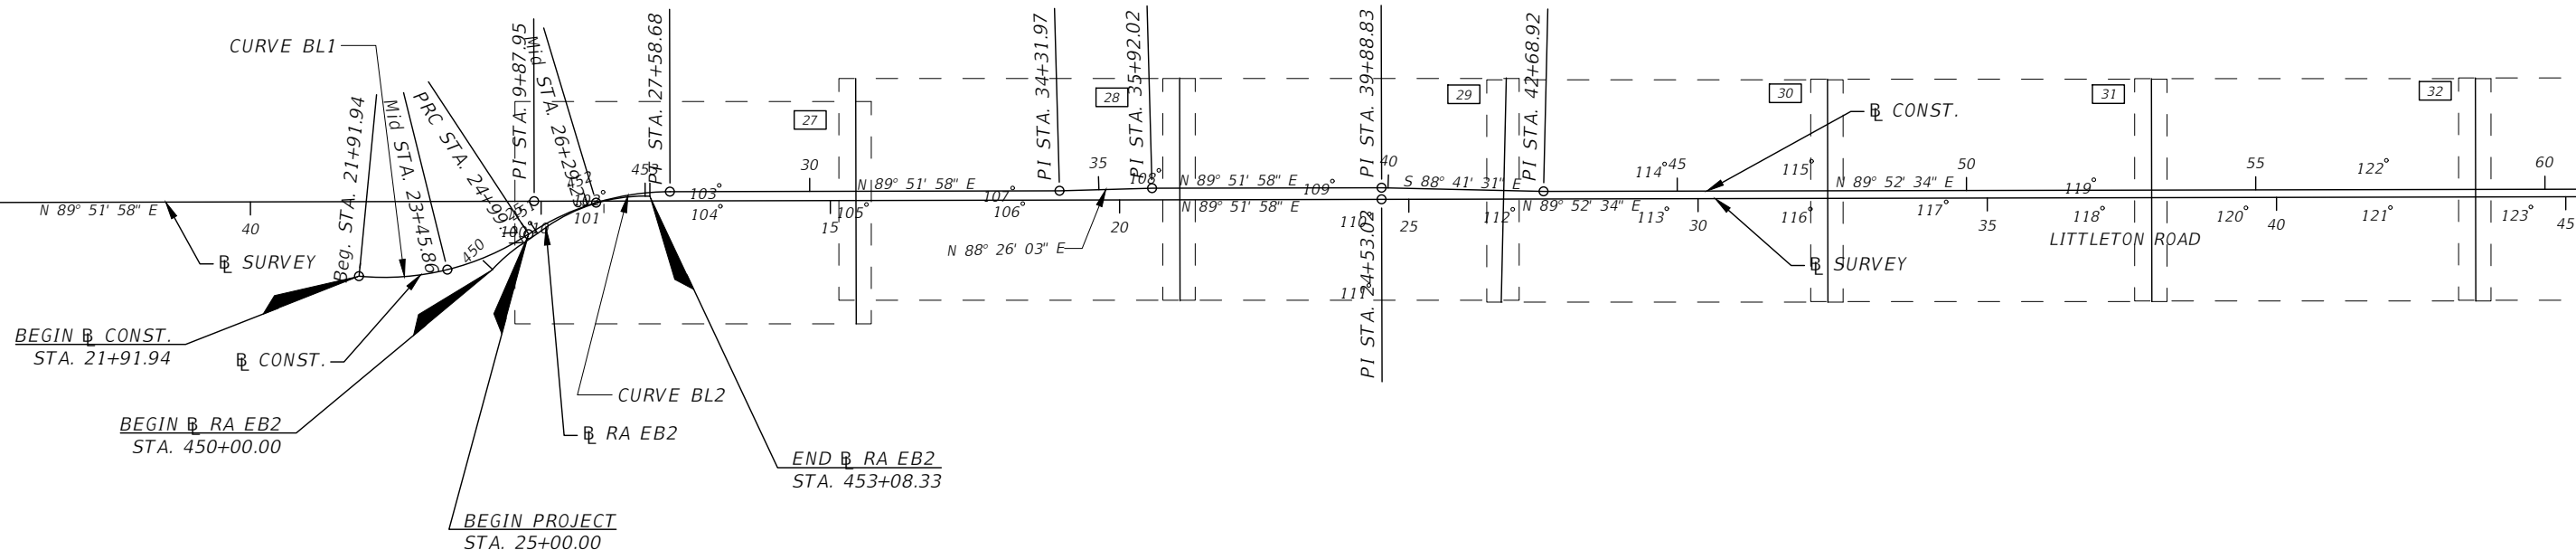 CURVE BL1
Beg. STA. 21+91.94
Mid STA. 23+45.86
PRC STA. 24+99.
PI STA. 9+87.95
Mid STA. 26+29.20
PI STA. 27+58.68
PI STA. 34+31.97
PI STA. 35+92.02
PI STA. 39+88.83
PI STA. 42+68.92
27
28
29
30
31
32
℄ CONST.
30
35
40
45
50
55
60
N 89° 51' 58" E
N 89° 51' 58" E
N 89° 51' 58" E
S 88° 41' 31" E
N 89° 52' 34" E
N 89° 51' 58" E
N 89° 52' 34" E
N 88° 26' 03" E
40
450
100
101
103
104
105
106
107
108
109
110
111
112
113
114
115
116
117
118
119
120
121
122
123
15
20
25
30
35
40
45
LITTLETON ROAD
℄ SURVEY
℄ SURVEY
PI STA. 24+53.02
BEGIN ℄ CONST.
STA. 21+91.94
℄ CONST.
CURVE BL2
BEGIN ℄ RA EB2
STA. 450+00.00
℄ RA EB2
END ℄ RA EB2
STA. 453+08.33
BEGIN PROJECT
STA. 25+00.00